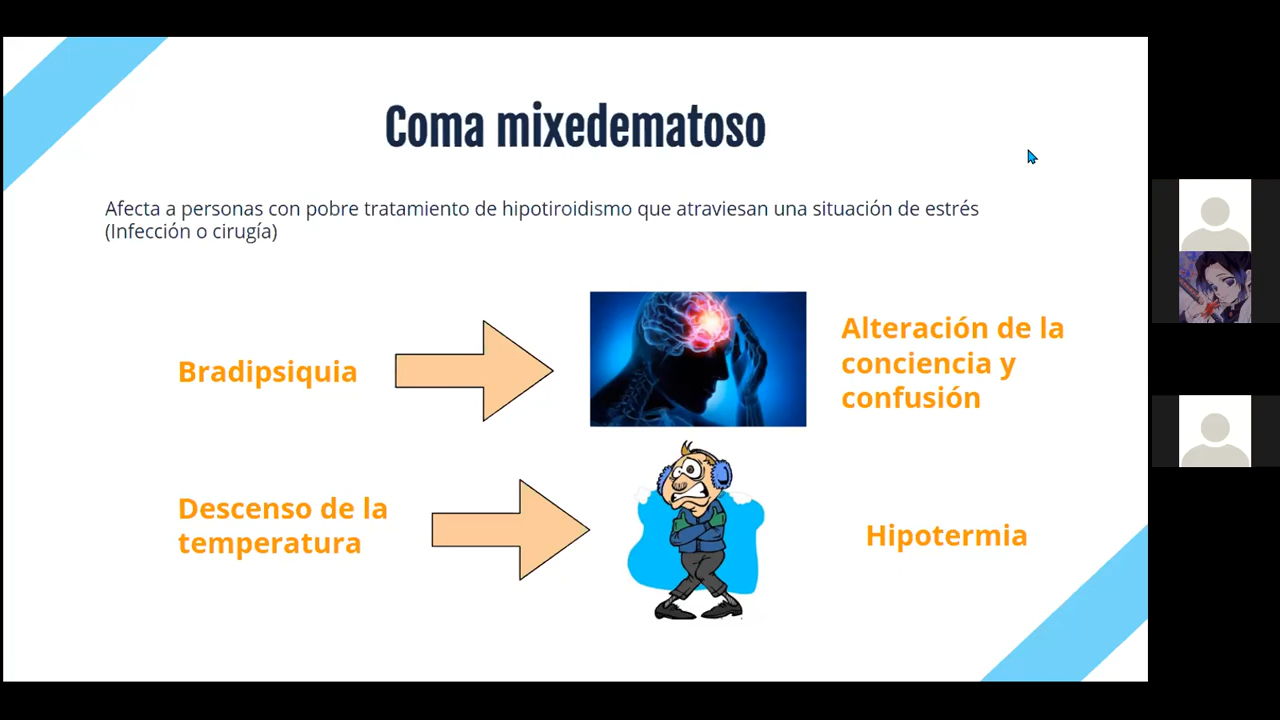 Coma mixedematoso
Afecta a personas con pobre tratamiento de hipotiroidismo que atraviesan una situación de estrés
(Infección o cirugía)
Bradipsiquia
Alteración de la
conciencia y
confusión
Descenso de la
temperatura
Hipotermia